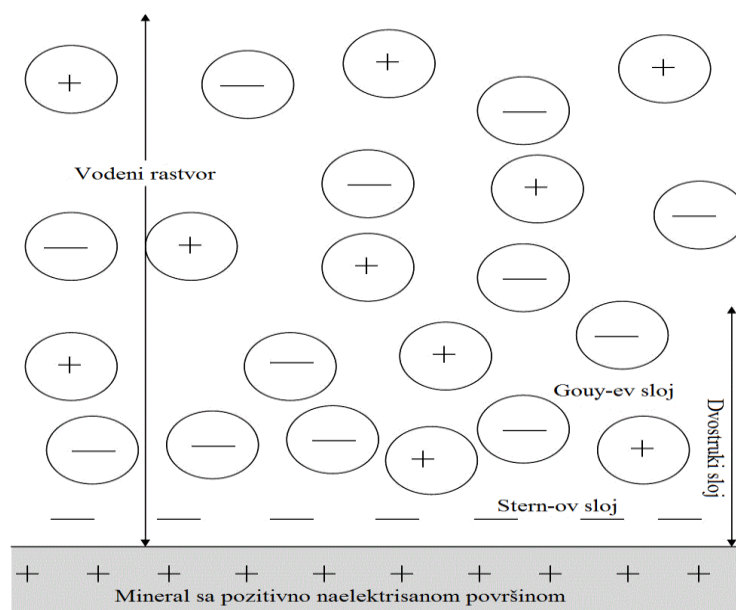 Vodeni rastvor
Gouy-ev sloj
Dvostruki sloj
Stern-ov sloj
Mineral sa pozitivno naelektrisanom površinom